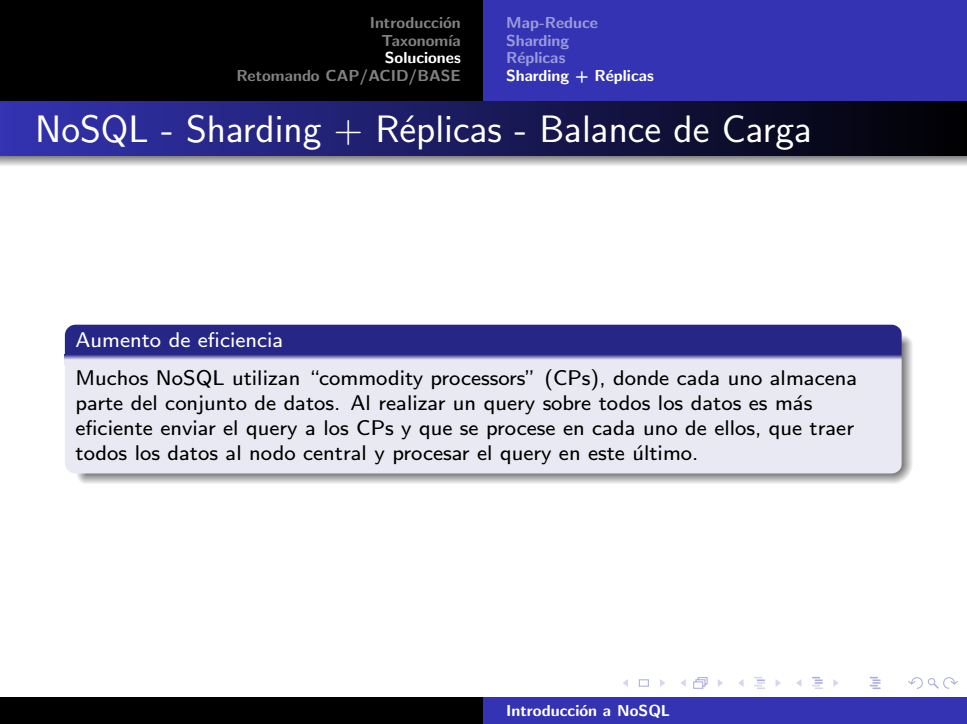 Introducción
Taxonomía
Soluciones
Retomando CAP/ACID/BASE
Map-Reduce
Sharding
Réplicas
Sharding + Réplicas
NoSQL - Sharding + Réplicas - Balance de Carga
Aumento de eficiencia
Muchos NoSQL utilizan “commodity processors” (CPs), donde cada uno almacena
parte del conjunto de datos. Al realizar un query sobre todos los datos es más
eficiente enviar el query a los CPs y que se procese en cada uno de ellos, que traer
todos los datos al nodo central y procesar el query en este último.
Introducción a NoSQL